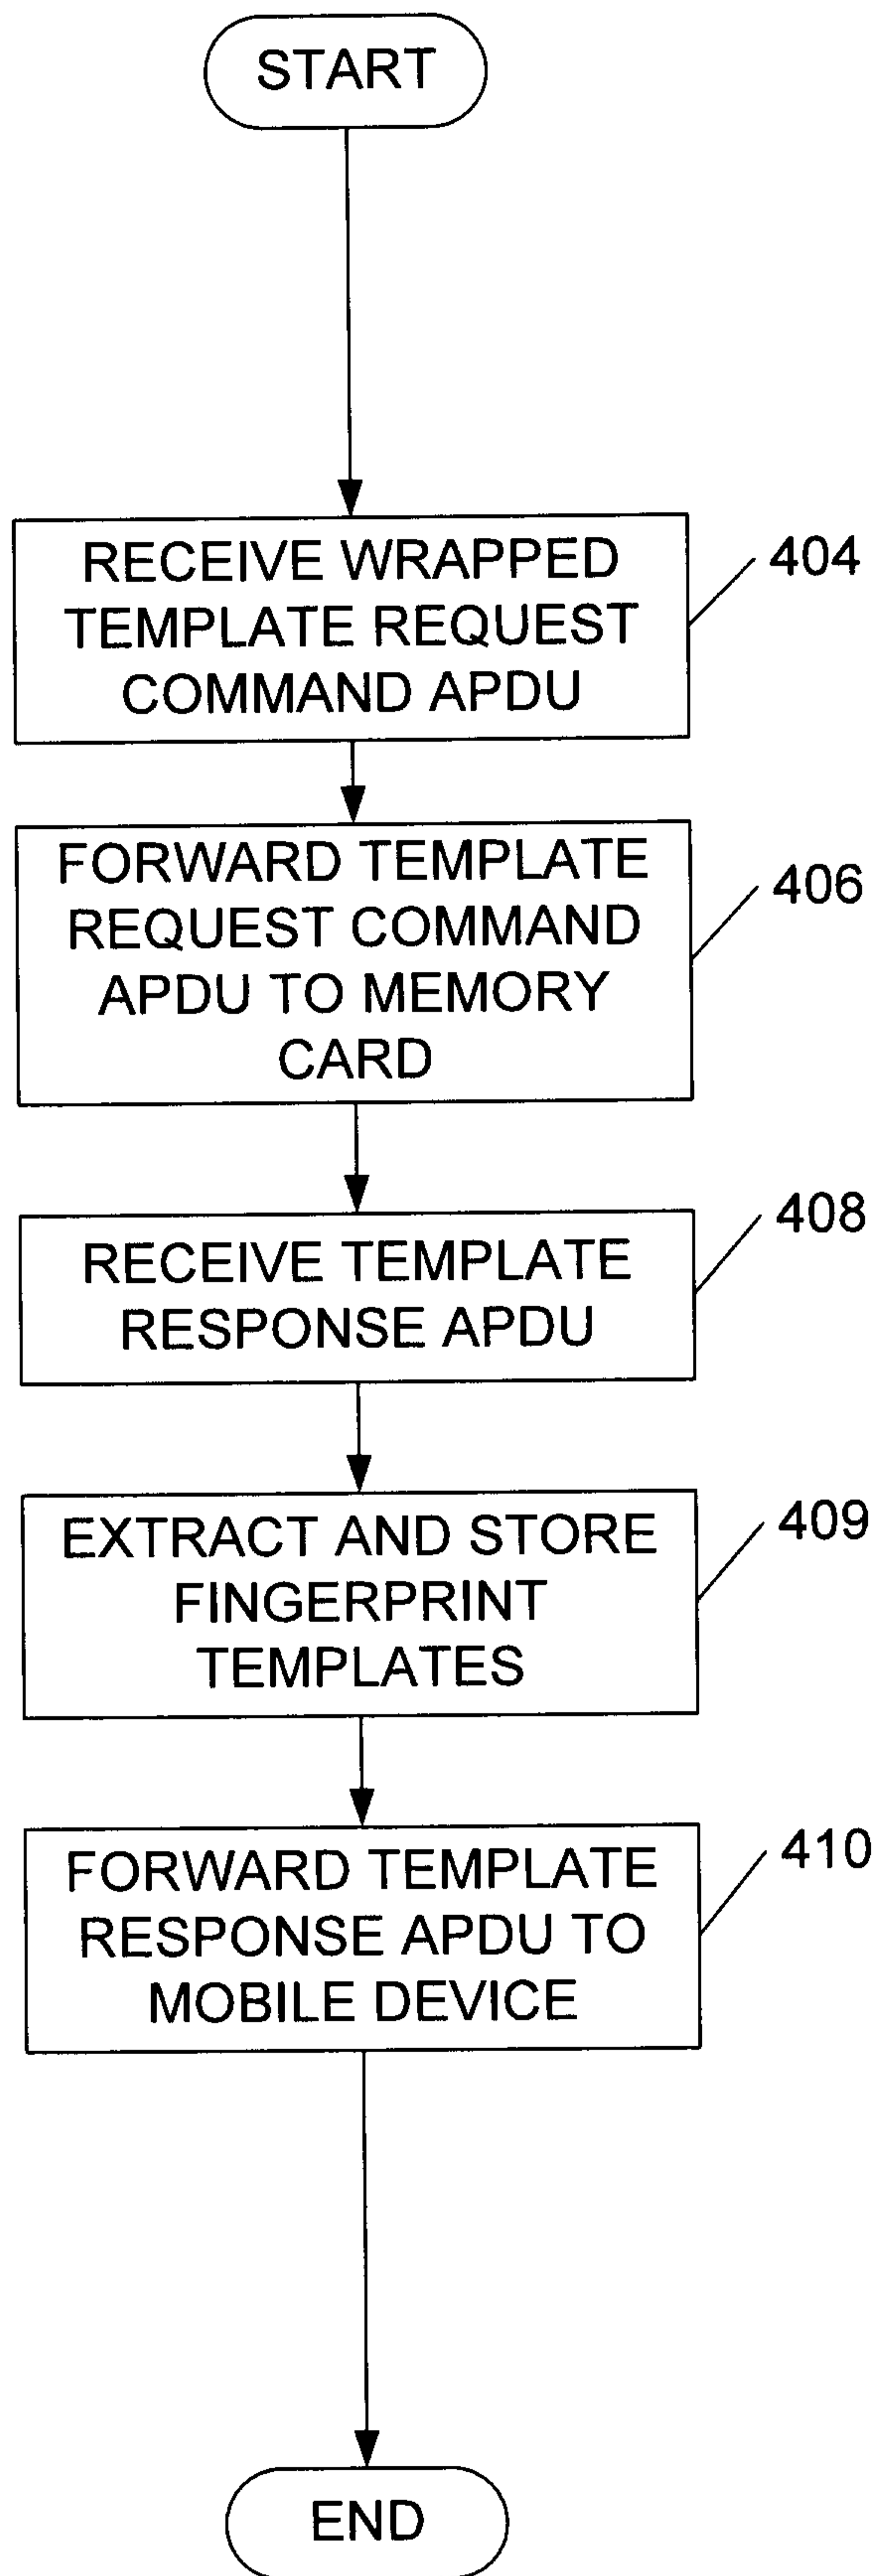 START
RECEIVE WRAPPED
TEMPLATE REQUEST
COMMAND APDU
404
FORWARD TEMPLATE
REQUEST COMMAND
APDU TO MEMORY
CARD
406
RECEIVE TEMPLATE
RESPONSE APDU
408
EXTRACT AND STORE
FINGERPRINT
TEMPLATES
409
FORWARD TEMPLATE
RESPONSE APDU TO
MOBILE DEVICE
410
END